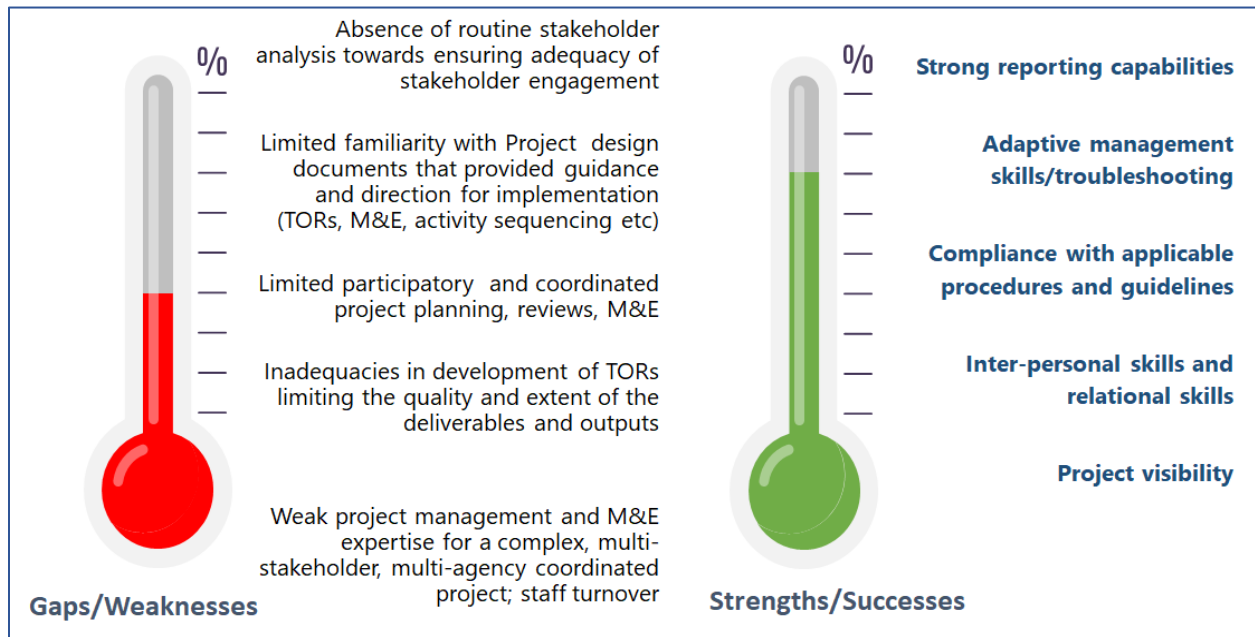 %
Absence of routine stakeholder
analysis towards ensuring adequacy of
stakeholder engagement
Limited familiarity with Project design
documents that provided guidance
and direction for implementation
(TORs, M&E, activity sequencing etc)
Limited participatory and coordinated
project planning, reviews, M&E
Inadequacies in development of TORs
limiting the quality and extent of the
deliverables and outputs
Weak project management and M&E
expertise for a complex, multi-
stakeholder, multi-agency coordinated
project; staff turnover
Gaps/Weaknesses
%
Strong reporting capabilities
Adaptive management
skills/troubleshooting
Compliance with applicable
procedures and guidelines
Inter-personal skills and
relational skills
Project visibility
Strengths/Successes